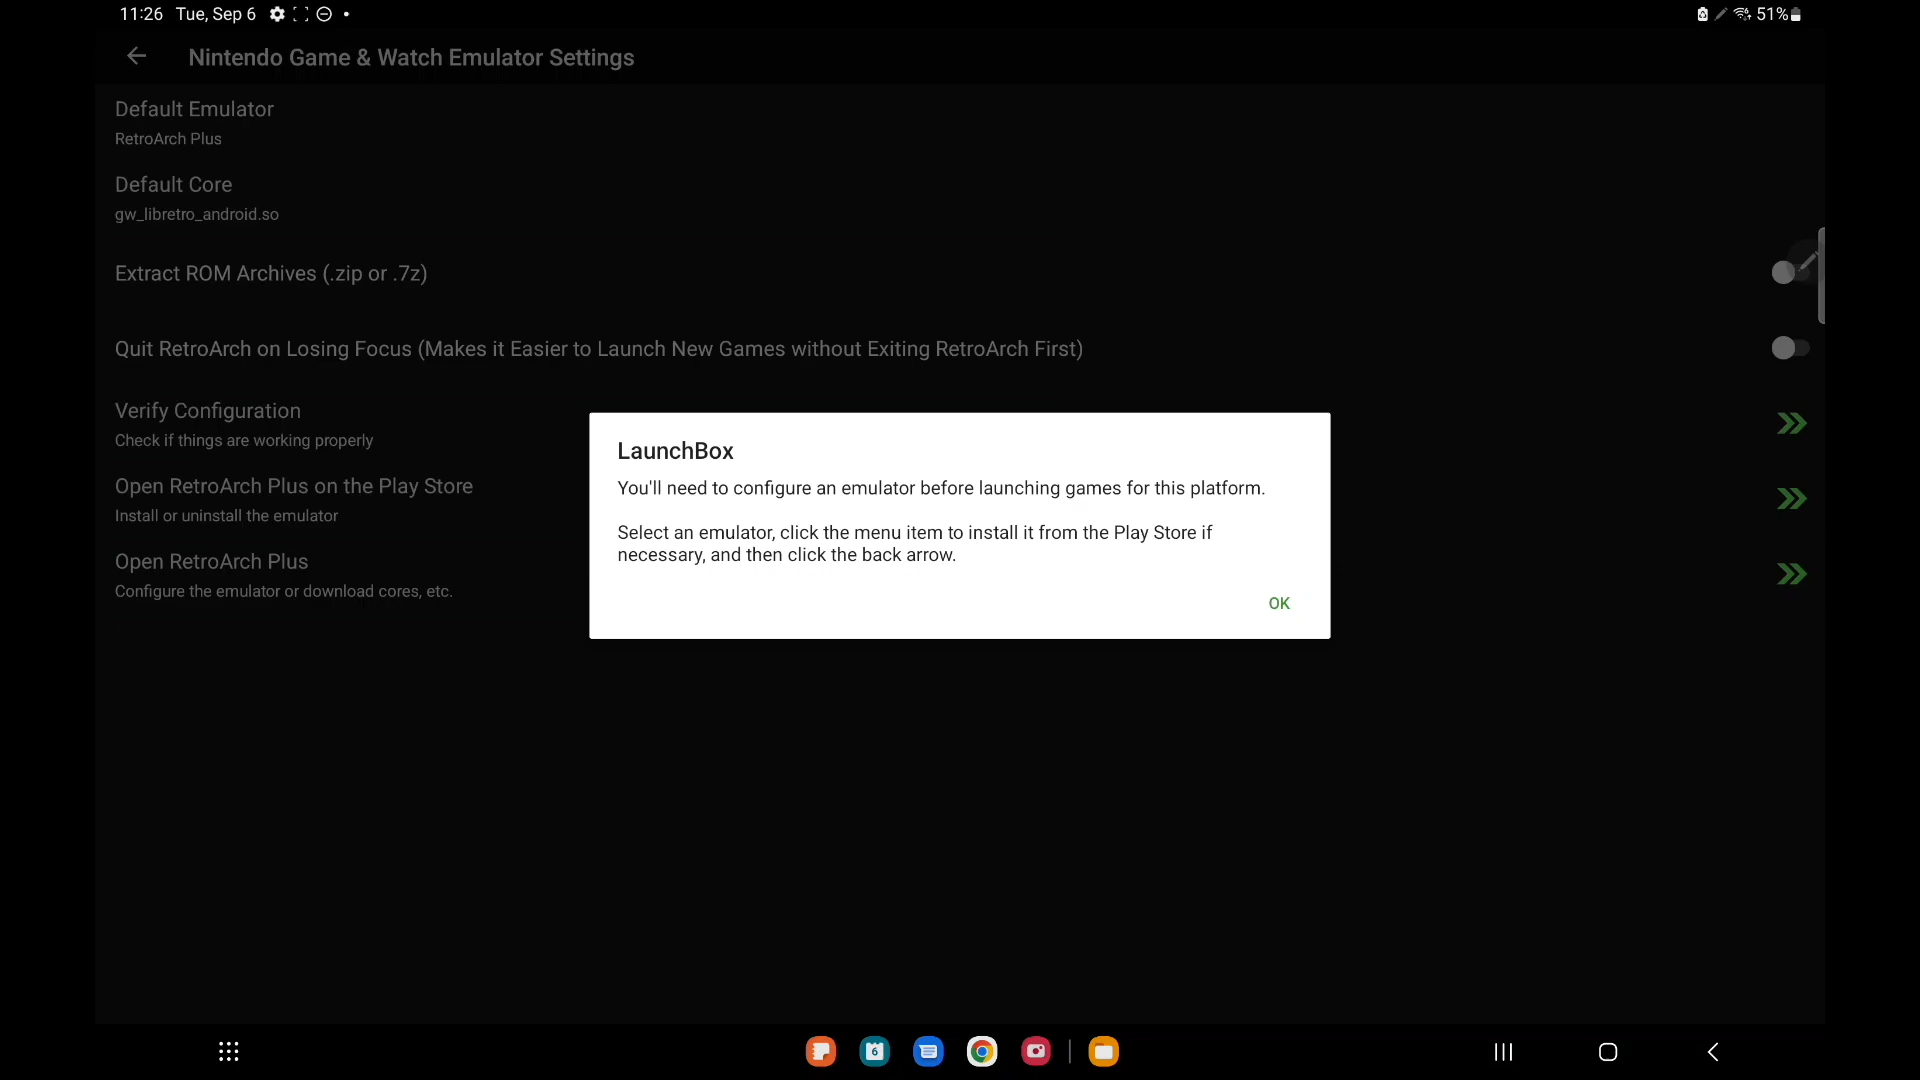 11:26 Tue, Sep 6
51%
Nintendo Game & Watch Emulator Settings
Default Emulator
RetroArch Plus
Default Core
gw_libretro_android.so
Extract ROM Archives (.zip or .7z)
Quit RetroArch on Losing Focus (Makes it Easier to Launch New Games without Exiting RetroArch First)
Verify Configuration
Check if things are working properly
Open RetroArch Plus on the Play Store
Install or uninstall the emulator
Open RetroArch Plus
Configure the emulator or download cores, etc.
LaunchBox
You'll need to configure an emulator before launching games for this platform.
Select an emulator, click the menu item to install it from the Play Store if
necessary, and then click the back arrow.
OK
6